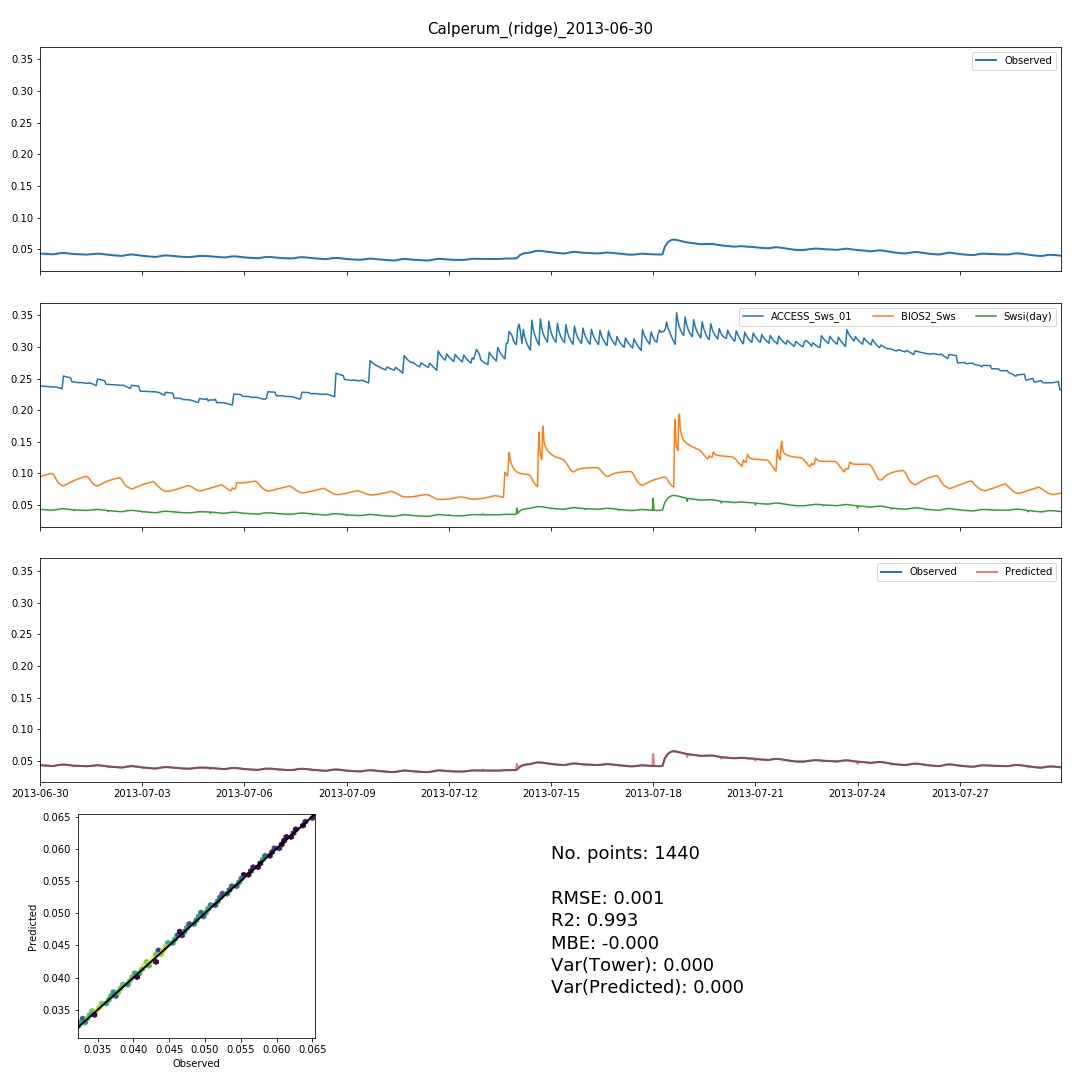 Calperum_(ridge)_2013-06-30
0.35
0.30
0.25
0.20
0.15
0.10
0.05
Observed
0.35
0.30
0.25
0.20
0.15
0.10
0.05
ACCESS_Sws_01 BIOS2_Sws Swsi(day)
0.35
0.30
0.25
0.20
0.15
0.10
0.05
Observed Predicted
2013-06-30 2013-07-03 2013-07-06 2013-07-09 2013-07-12 2013-07-15 2013-07-18 2013-07-21 2013-07-24 2013-07-27
Predicted
0.065
0.060
0.055
0.050
0.045
0.040
0.035
0.035 0.040 0.045 0.050 0.055 0.060 0.065
Observed
No. points: 1440
RMSE: 0.001
R2: 0.993
MBE: -0.000
Var(Tower): 0.000
Var(Predicted): 0.000